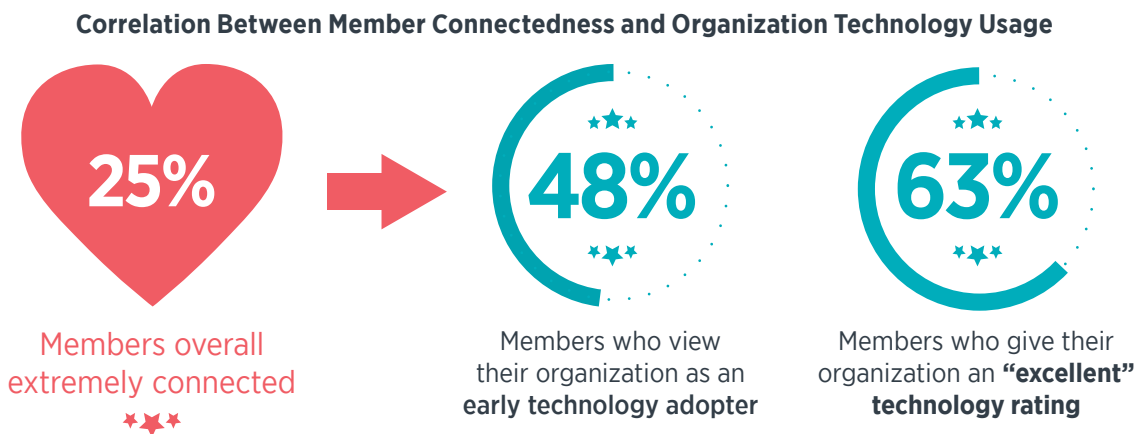 Correlation Between Member Connectedness and Organization Technology Usage
25%
Members overall
extremely connected
48%
Members who view
their organization as an
early technology adopter
63%
Members who give their
organization an “excellent”
technology rating